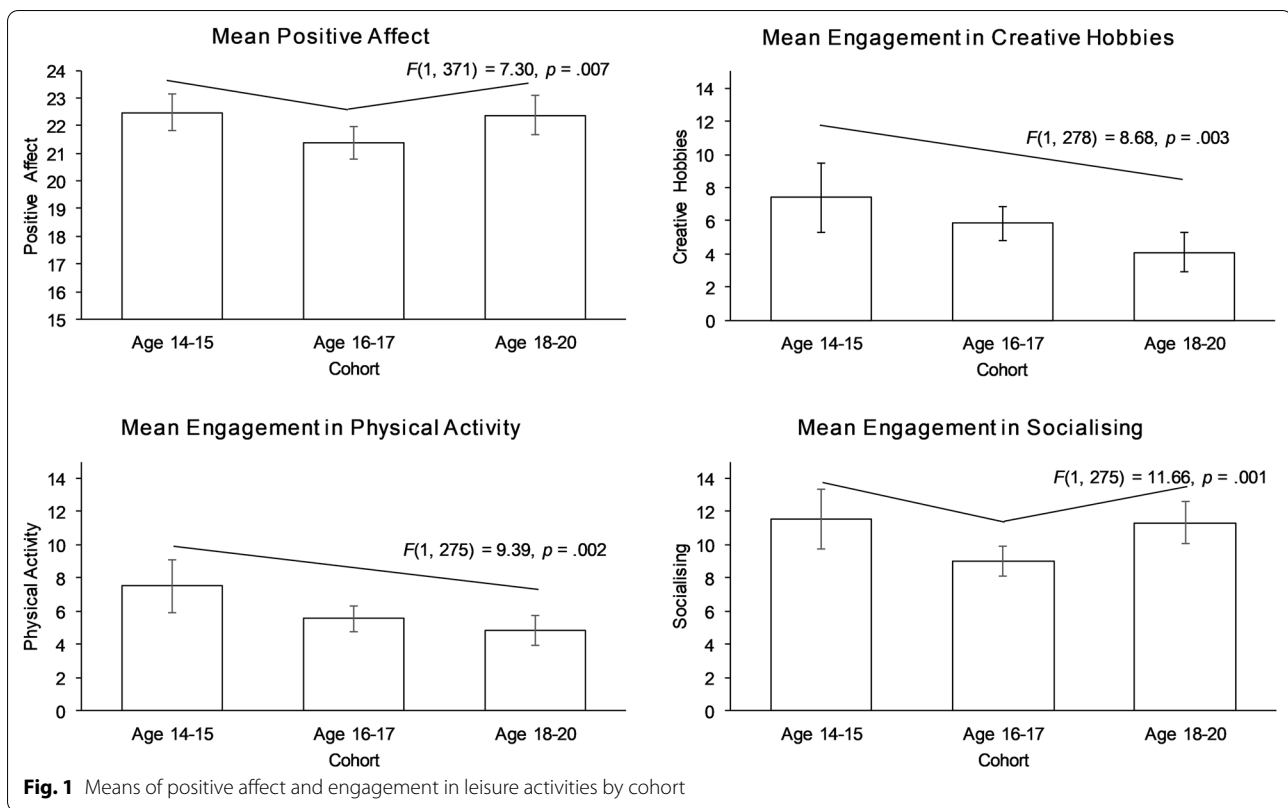 Mean Positive Affect
F(1, 371) = 7.30, p = .007
Positive Affect
24
23
22
21
20
19
18
17
16
15
Age 14-15
Age 16-17
Age 18-20
Cohort
Mean Engagement in Creative Hobbies
F(1, 278) = 8.68, p = .003
Creative Hobbies
14
12
10
8
6
4
2
0
Age 14-15
Age 16-17
Age 18-20
Cohort
Mean Engagement in Physical Activity
F(1, 275) = 9.39, p = .002
Physical Activity
14
12
10
8
6
4
2
0
Age 14-15
Age 16-17
Age 18-20
Cohort
Mean Engagement in Socialising
F(1, 275) = 11.66, p = .001
Socialising
14
12
10
8
6
4
2
0
Age 14-15
Age 16-17
Age 18-20
Cohort
Fig. 1 Means of positive affect and engagement in leisure activities by cohort